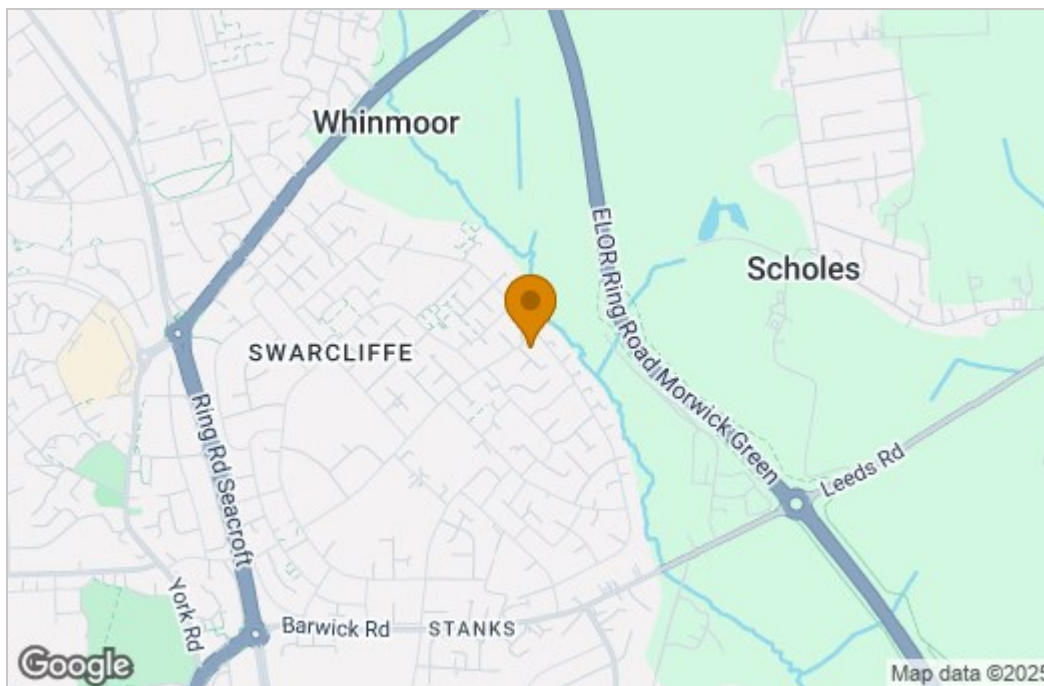 Whinmoor
ELOR Ring Road Morwick Green
Scholes
SWARCLIFFE
Ring Rd Seacroft
Leeds Rd
York Rd
Barwick Rd
STANKS
Google
Map data ©2025